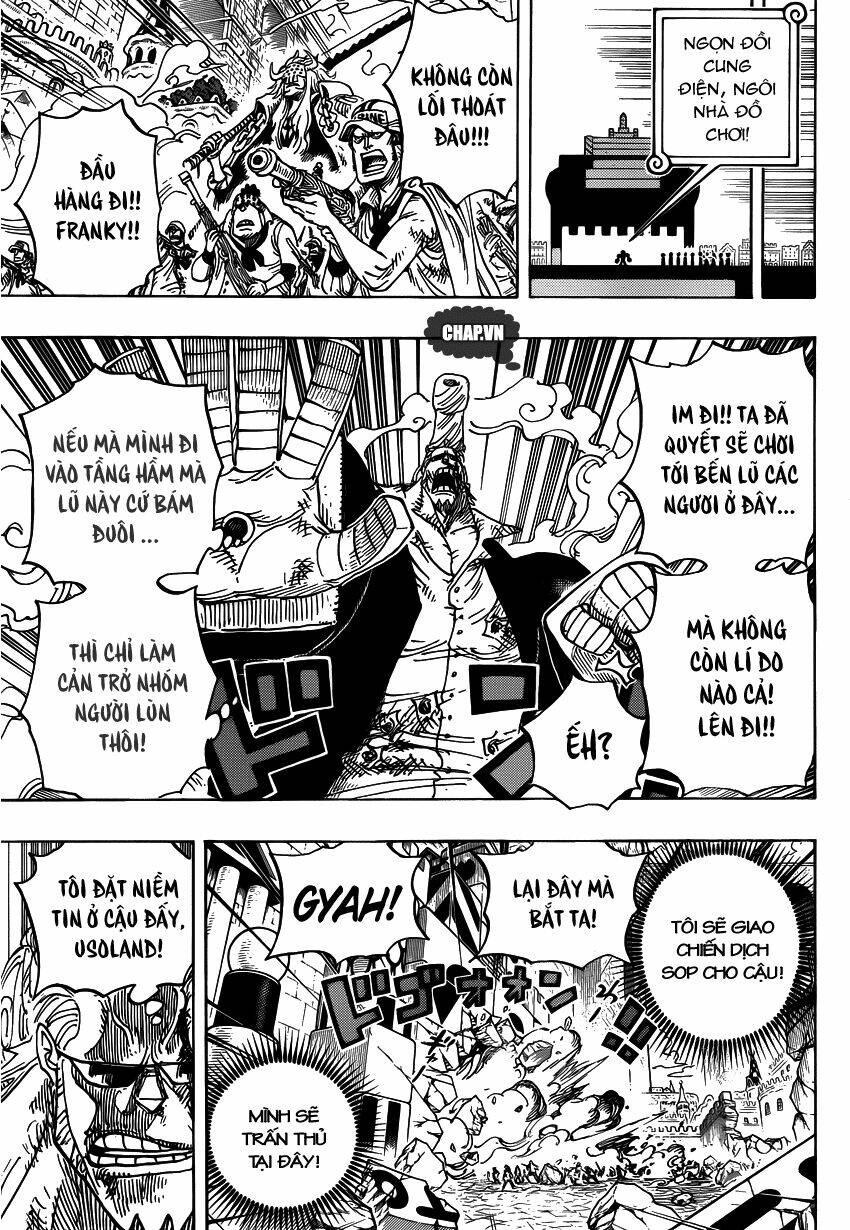 NGỌN ĐỒI
CUNG
ĐIỆN, NGÔI
NHÀ ĐỒ
CHƠI!
KHÔNG CÒN
LỐI THOÁT
ĐÂU!!!
ĐẦU
HÀNG ĐI!!
FRANKY!!
CHAP.VN
IM ĐI!! TA ĐÃ
QUYẾT SẼ CHƠI
TỚI BẾN LŨ CÁC
NGƯƠI Ở ĐÂY...
MÀ KHÔNG
CÒN LÍ DO
NÀO CẢ!
LÊN ĐI!!
ẾH?
NẾU MÀ MÌNH ĐI
VÀO TẦNG HẦM MÀ
LŨ NÀY CỨ BÁM
ĐUÔI ...
THÌ CHỈ LÀM
CẢN TRỞ NHÓM
NGƯỜI LÙN
THÔI!
ドドロロ
TÔI SẼ GIAO
CHIẾN DỊCH
SOP CHO CẬU!
LẠI ĐÂY MÀ
BẮT TA!
GYAH!
ドゴォオォン!!
MÌNH SẼ
TRẤN THỦ
TẠI ĐÂY!
TÔI ĐẶT NIỀM
TIN Ở CẬU ĐẤY,
USOLAND!